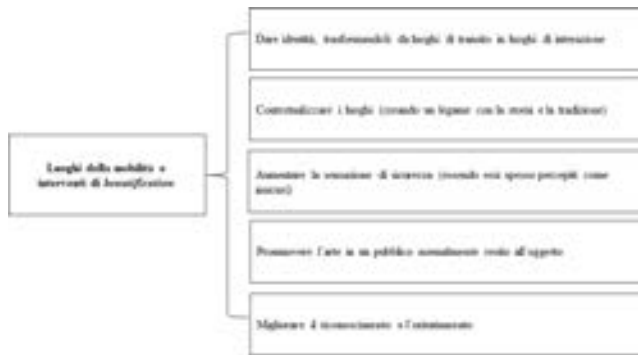 Luoghi della mobilità e
interventi di beautification
Dare identità, trasformandoli da luoghi di transito in luoghi di interazione
Contestualizzare i luoghi (creando un legame con la storia e la tradizione)
Aumentare la sensazione di sicurezza (essendo essi spesso percepiti come
insicuri)
Promuovere l'arte in un pubblico normalmente all'oggetto
Migliorare il riconoscimento e l'orientamento